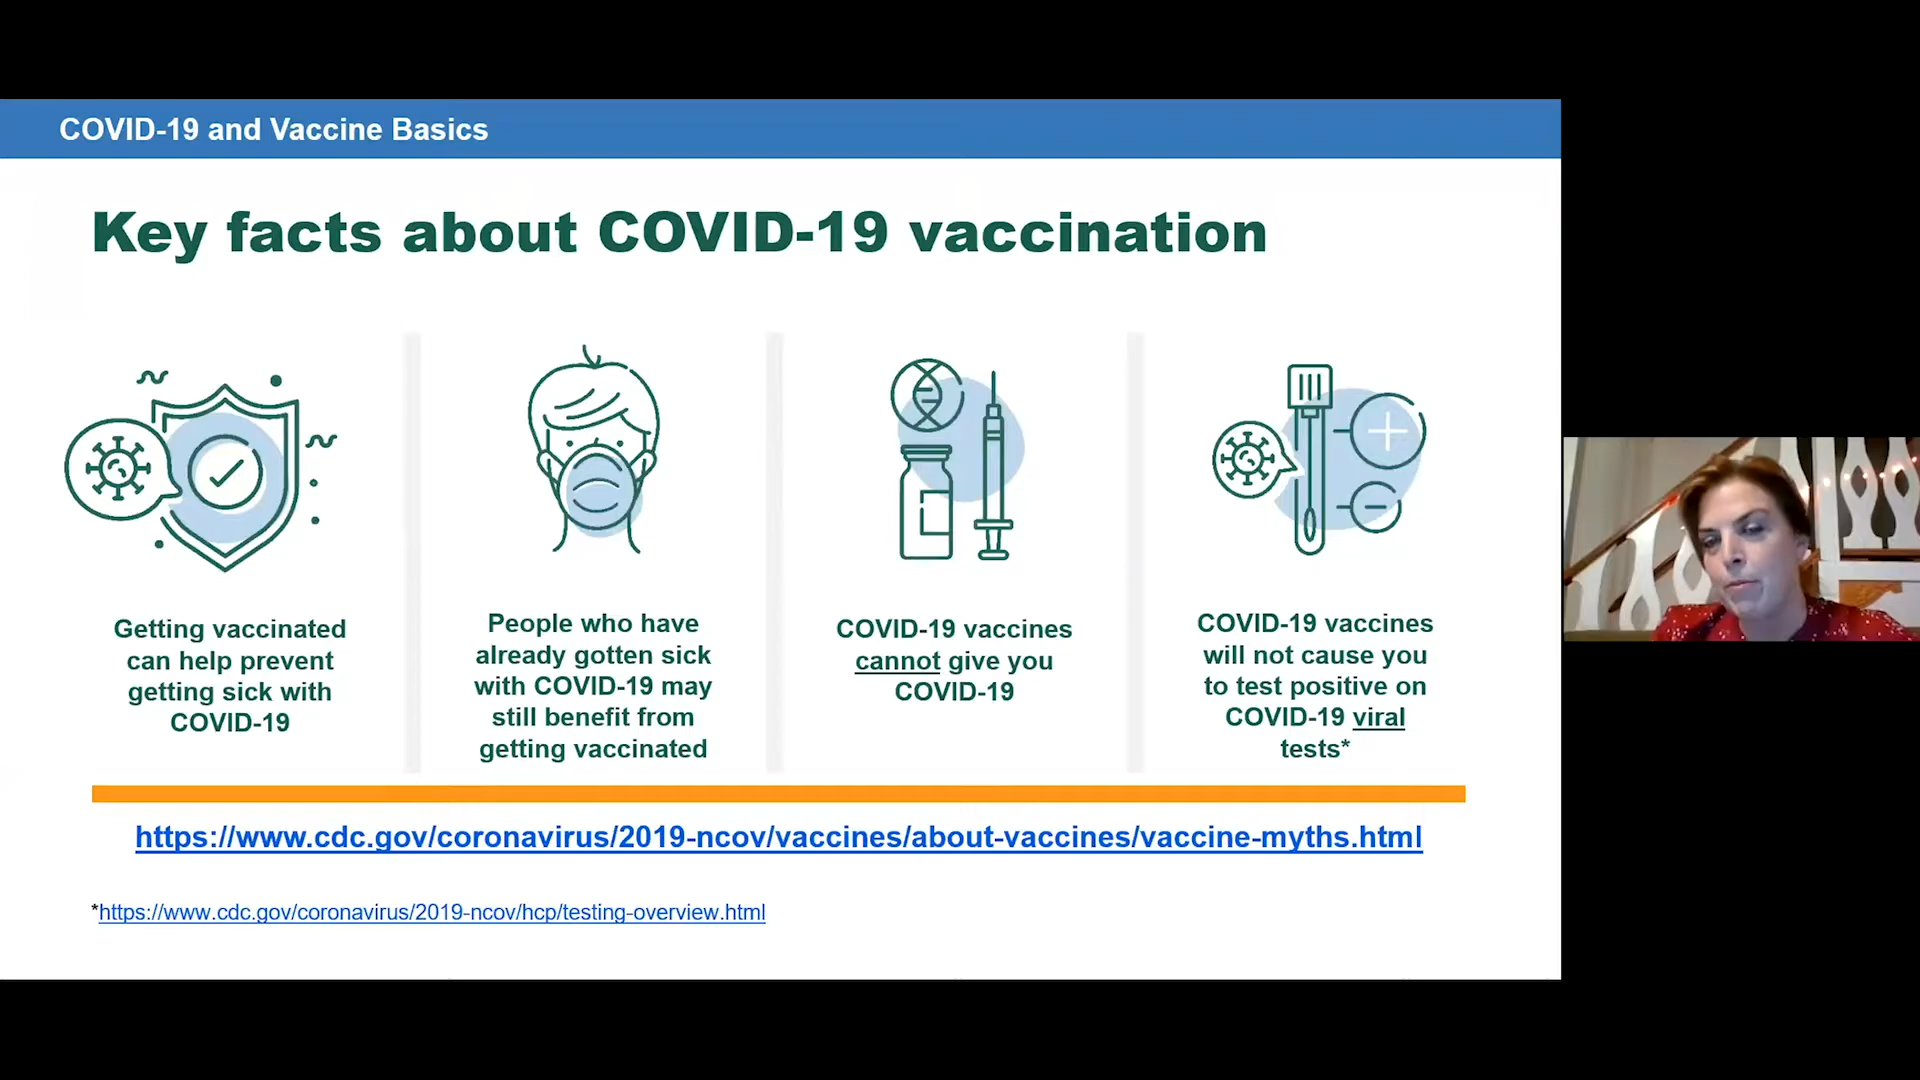 COVID-19 and Vaccine Basics
Key facts about COVID-19 vaccination
Getting vaccinated
can help prevent
getting sick with
COVID-19
People who have
already gotten sick
with COVID-19 may
still benefit from
getting vaccinated
COVID-19 vaccines
cannot give you
COVID-19
COVID-19 vaccines
will not cause you
to test positive on
COVID-19 viral
tests*
https://www.cdc.gov/coronavirus/2019-ncov/vaccines/about-vaccines/vaccine-myths.html
*https://www.cdc.gov/coronavirus/2019-ncov/hcp/testing-overview.html